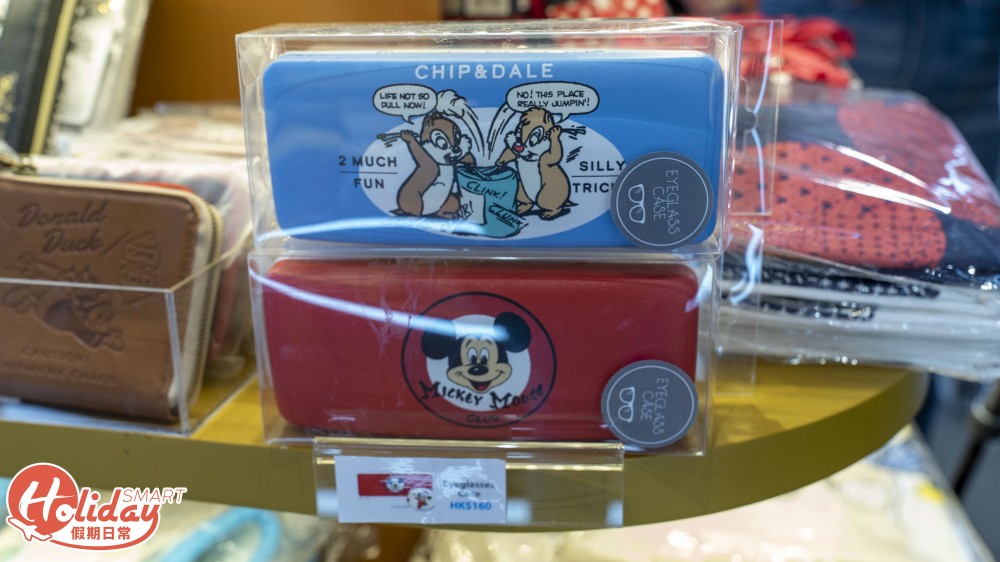 CHIP&DALE
LIFE NOT SO
DULL NOW!
NO! THIS PLACE
REALLY JUMPIN'!
2 MUCH
FUN
SILLY
CLINK!
CLUNK!
EYEGLASS
CASE
Donald
Duck
MICKEY MOUSE
CLUB
EYEGLASS
CASE
Eyeglasses
Case
HK$160
Holiday
SMART
假期日常